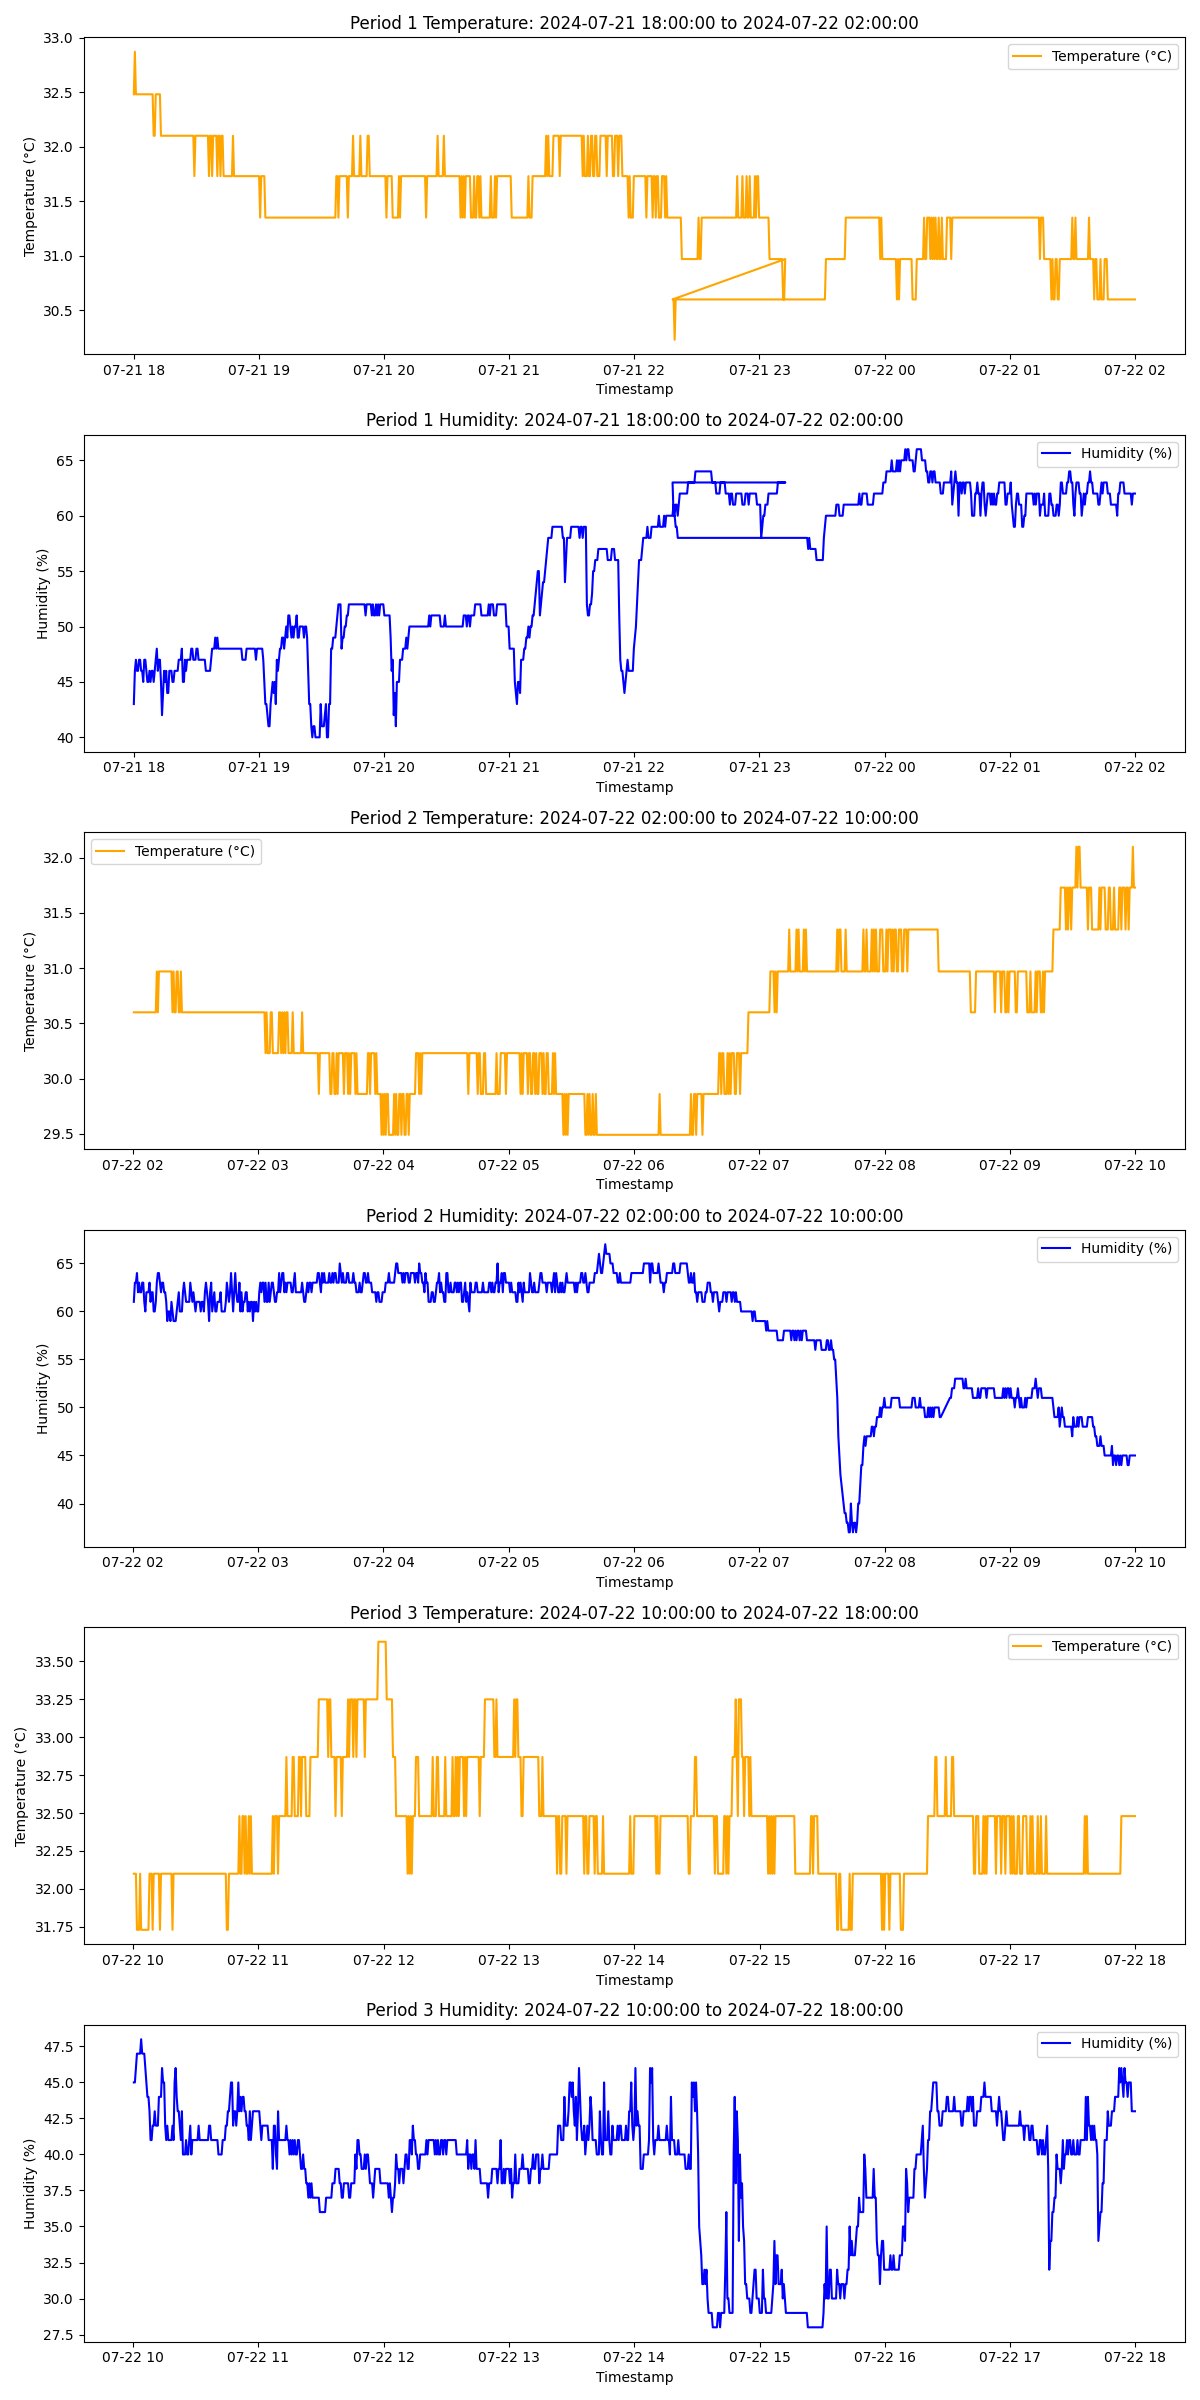 Period 1 Temperature: 2024-07-21 18:00:00 to 2024-07-22 02:00:00
Temperature (°C)
Temperature (°C)
33.0
32.5
32.0
31.5
31.0
30.5
07-21 18 07-21 19 07-21 20 07-21 21 07-21 22 07-21 23 07-22 00 07-22 01 07-22 02
Timestamp
Period 1 Humidity: 2024-07-21 18:00:00 to 2024-07-22 02:00:00
Humidity (%)
Humidity (%)
65
60
55
50
45
40
07-21 18 07-21 19 07-21 20 07-21 21 07-21 22 07-21 23 07-22 00 07-22 01 07-22 02
Timestamp
Period 2 Temperature: 2024-07-22 02:00:00 to 2024-07-22 10:00:00
Temperature (°C)
Temperature (°C)
32.0
31.5
31.0
30.5
30.0
29.5
07-22 02 07-22 03 07-22 04 07-22 05 07-22 06 07-22 07 07-22 08 07-22 09 07-22 10
Timestamp
Period 2 Humidity: 2024-07-22 02:00:00 to 2024-07-22 10:00:00
Humidity (%)
Humidity (%)
65
60
55
50
45
40
07-22 02 07-22 03 07-22 04 07-22 05 07-22 06 07-22 07 07-22 08 07-22 09 07-22 10
Timestamp
Period 3 Temperature: 2024-07-22 10:00:00 to 2024-07-22 18:00:00
Temperature (°C)
Temperature (°C)
33.50
33.25
33.00
32.75
32.50
32.25
32.00
31.75
07-22 10 07-22 11 07-22 12 07-22 13 07-22 14 07-22 15 07-22 16 07-22 17 07-22 18
Timestamp
Period 3 Humidity: 2024-07-22 10:00:00 to 2024-07-22 18:00:00
Humidity (%)
Humidity (%)
47.5
45.0
42.5
40.0
37.5
35.0
32.5
30.0
27.5
07-22 10 07-22 11 07-22 12 07-22 13 07-22 14 07-22 15 07-22 16 07-22 17 07-22 18
Timestamp